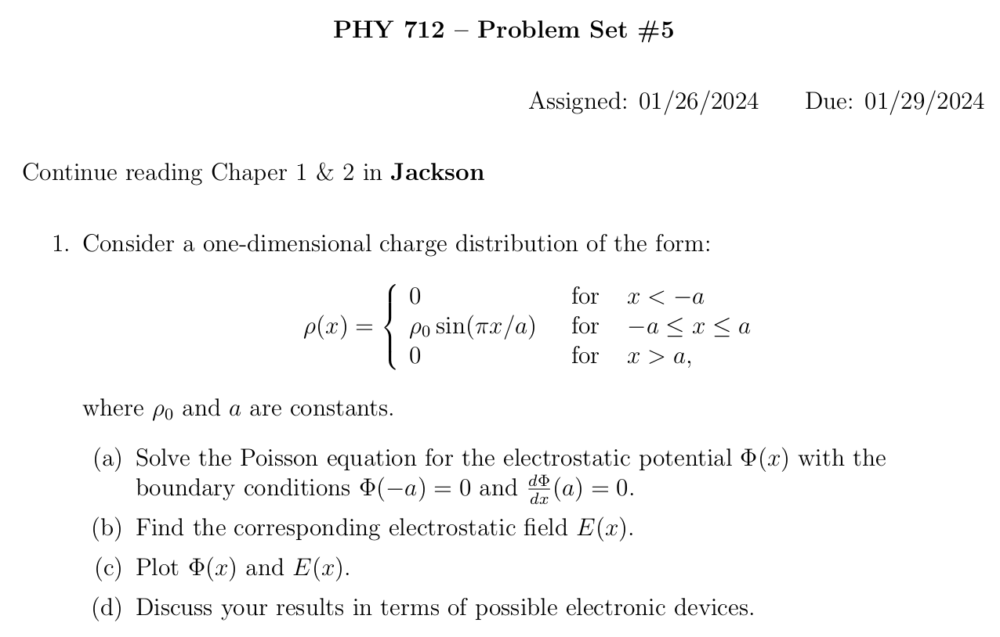 PHY 712 – Problem Set #5
Assigned: 01/26/2024 Due: 01/29/2024
Continue reading Chaper 1 & 2 in Jackson
1. Consider a one-dimensional charge distribution of the form:
0 for x < −a
ρ(x) = { ρ₀ sin(πx/a) for −a ≤ x ≤ a
0 for x > a,
where ρ₀ and a are constants.
(a) Solve the Poisson equation for the electrostatic potential Φ(x) with the
boundary conditions Φ(−a) = 0 and dΦ/dx(a) = 0.
(b) Find the corresponding electrostatic field E(x).
(c) Plot Φ(x) and E(x).
(d) Discuss your results in terms of possible electronic devices.